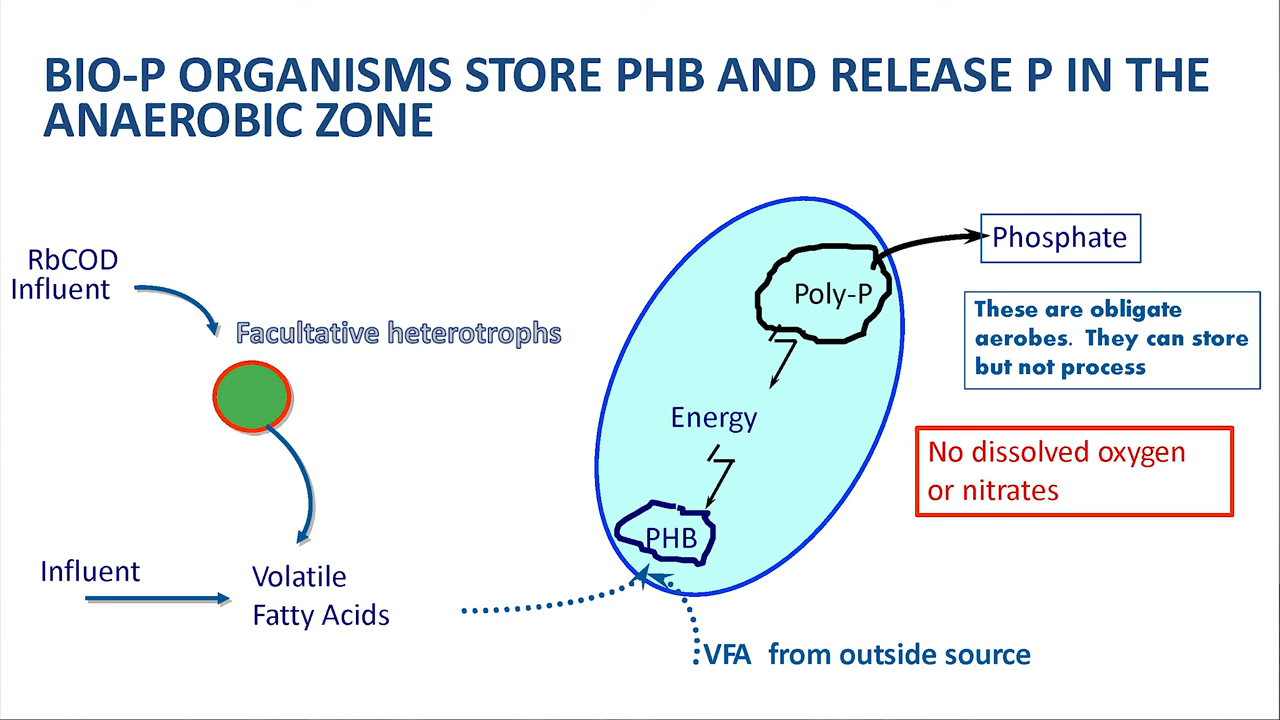 BIO-P ORGANISMS STORE PHB AND RELEASE P IN THE
ANAEROBIC ZONE
RbCOD
Influent
Facultative heterotrophs
Influent
Volatile
Fatty Acids
Poly-P
Energy
PHB
VFA from outside source
Phosphate
These are obligate
aerobes. They can store
but not process
No dissolved oxygen
or nitrates